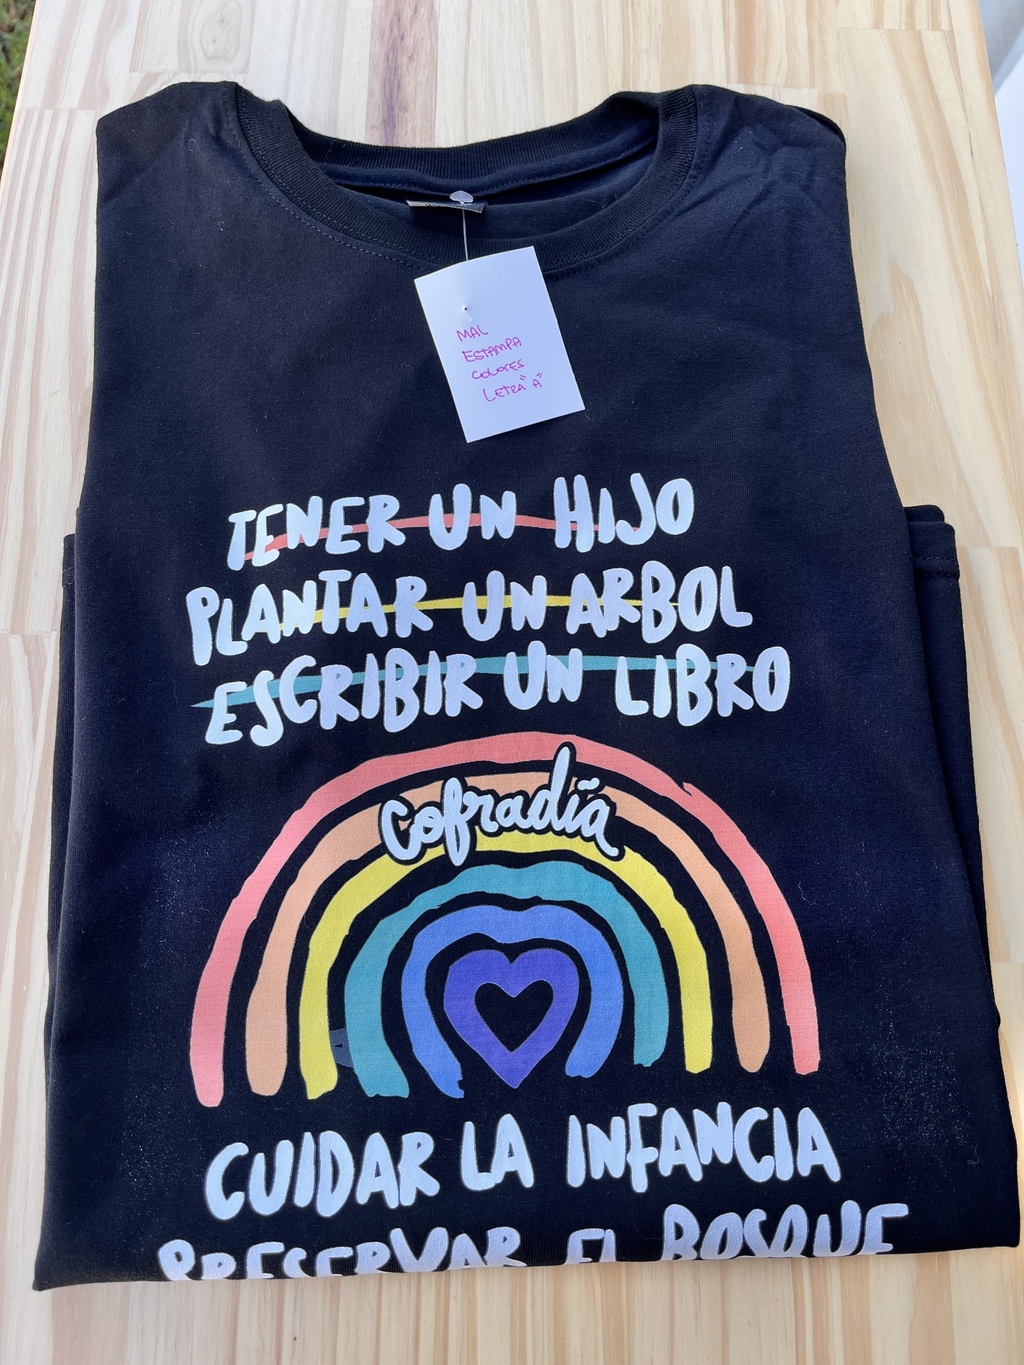 MAL
ESTAMPA
COLORES
LETRA "A"
TENER UN HIJO
PLANTAR UN ARBOL
ESCRIBIR UN LIBRO
Cofradía
CUIDAR LA INFANCIA
PRESERVAR EL BOSQUE